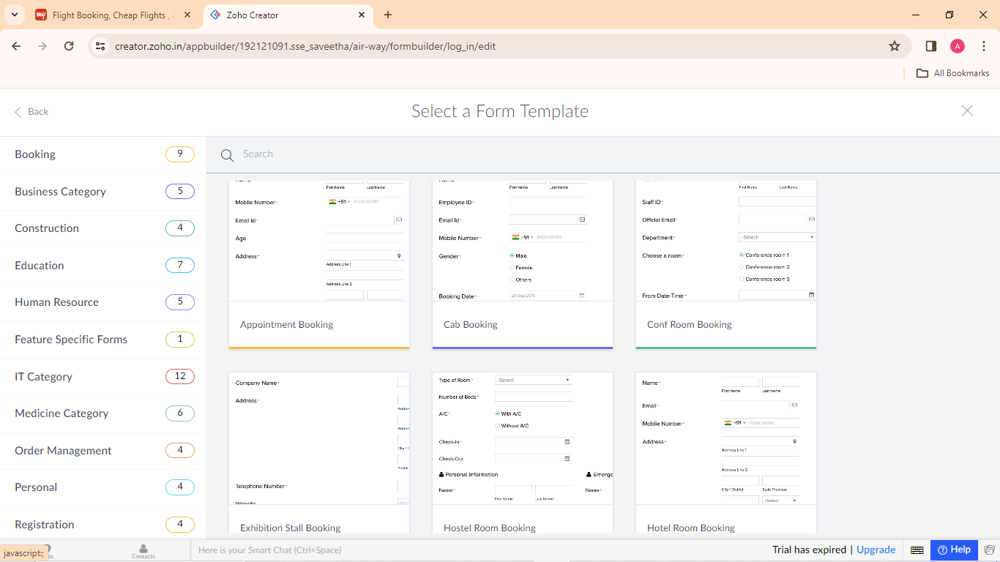 Flight Booking, Cheap Flights ,
Zoho Creator
creator.zoho.in/appbuilder/192121091.sse_saveetha/air-way/formbuilder/log_in/edit
A
All Bookmarks
Back
Select a Form Template
Booking 9
Business Category 5
Construction 4
Education 7
Human Resource 5
Feature Specific Forms 1
IT Category 12
Medicine Category 6
Order Management 4
Personal 4
Registration 4
Search
First Name Last Name
Mobile Number* +91 91234 56789
Email Id*
Age
Address*
Address Line 1
Address Line 2
Appointment Booking
First Name Last Name
Employee ID*
Email Id*
Mobile Number* +91 91234 56789
Gender* Male
Female
Others
Booking Date* 29-Sep-2018
Cab Booking
First Name Last Name
Staff ID*
Official Email*
Department* -Select-
Choose a room* Conference room 1
Conference room 2
Conference room 3
From Date-Time*
Conf Room Booking
Company Name*
Address*
Telephone Number*
Website
Exhibition Stall Booking
Type of Room* -Select-
Number of Beds*
A/C* With A/C
Without A/C
Check-In*
Check-Out
Personal Information Emerge
Name* Name*
First Name Last Name
Hostel Room Booking
Name*
First Name Last Name
Email*
Mobile Number* +91 91234 56789
Address*
Address Line 1
Address Line 2
City / District State Province
-Select-
Hotel Room Booking
javascript:;
Contacts
Here is your Smart Chat (Ctrl+Space)
Trial has expired | Upgrade
Help